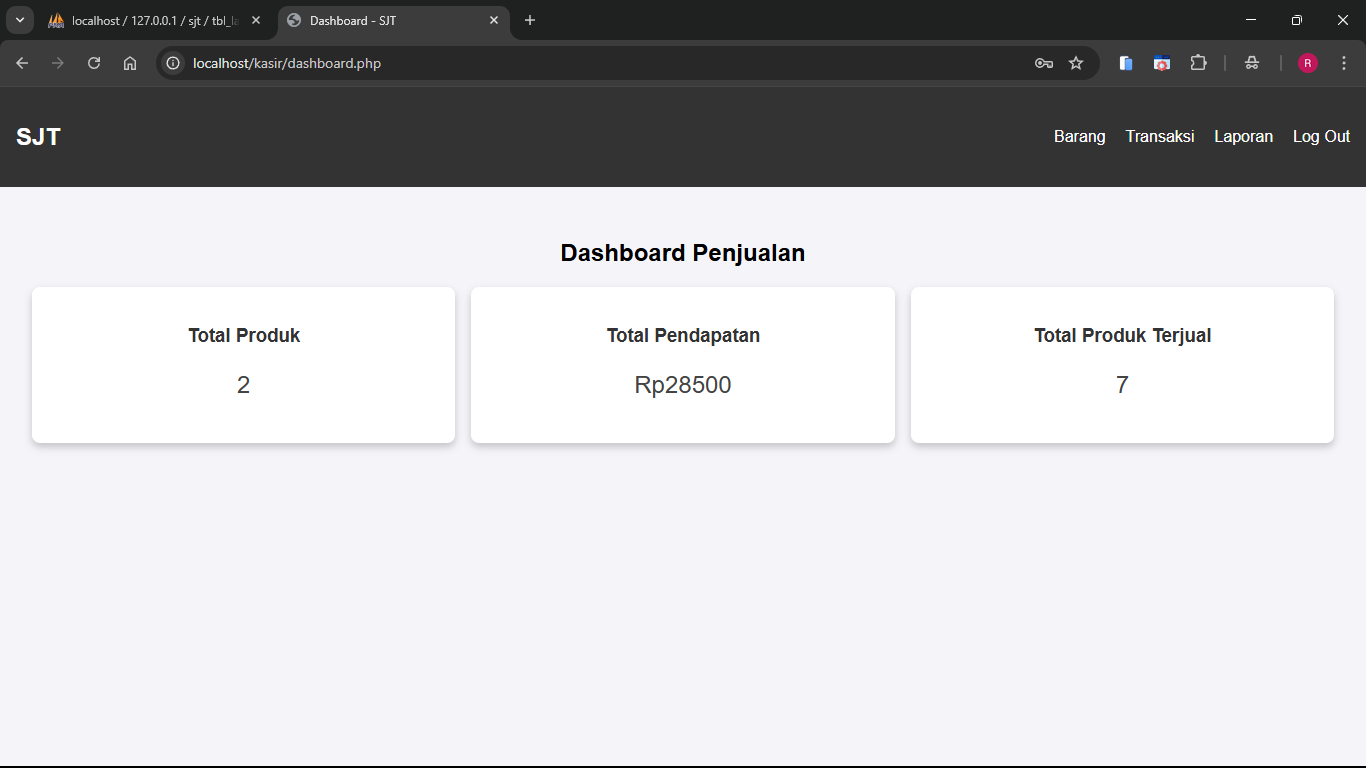 localhost / 127.0.0.1 / sjt / tbl_la
Dashboard - SJT
localhost/kasir/dashboard.php
R
SJT
Barang Transaksi Laporan Log Out
Dashboard Penjualan
Total Produk
2
Total Pendapatan
Rp28500
Total Produk Terjual
7